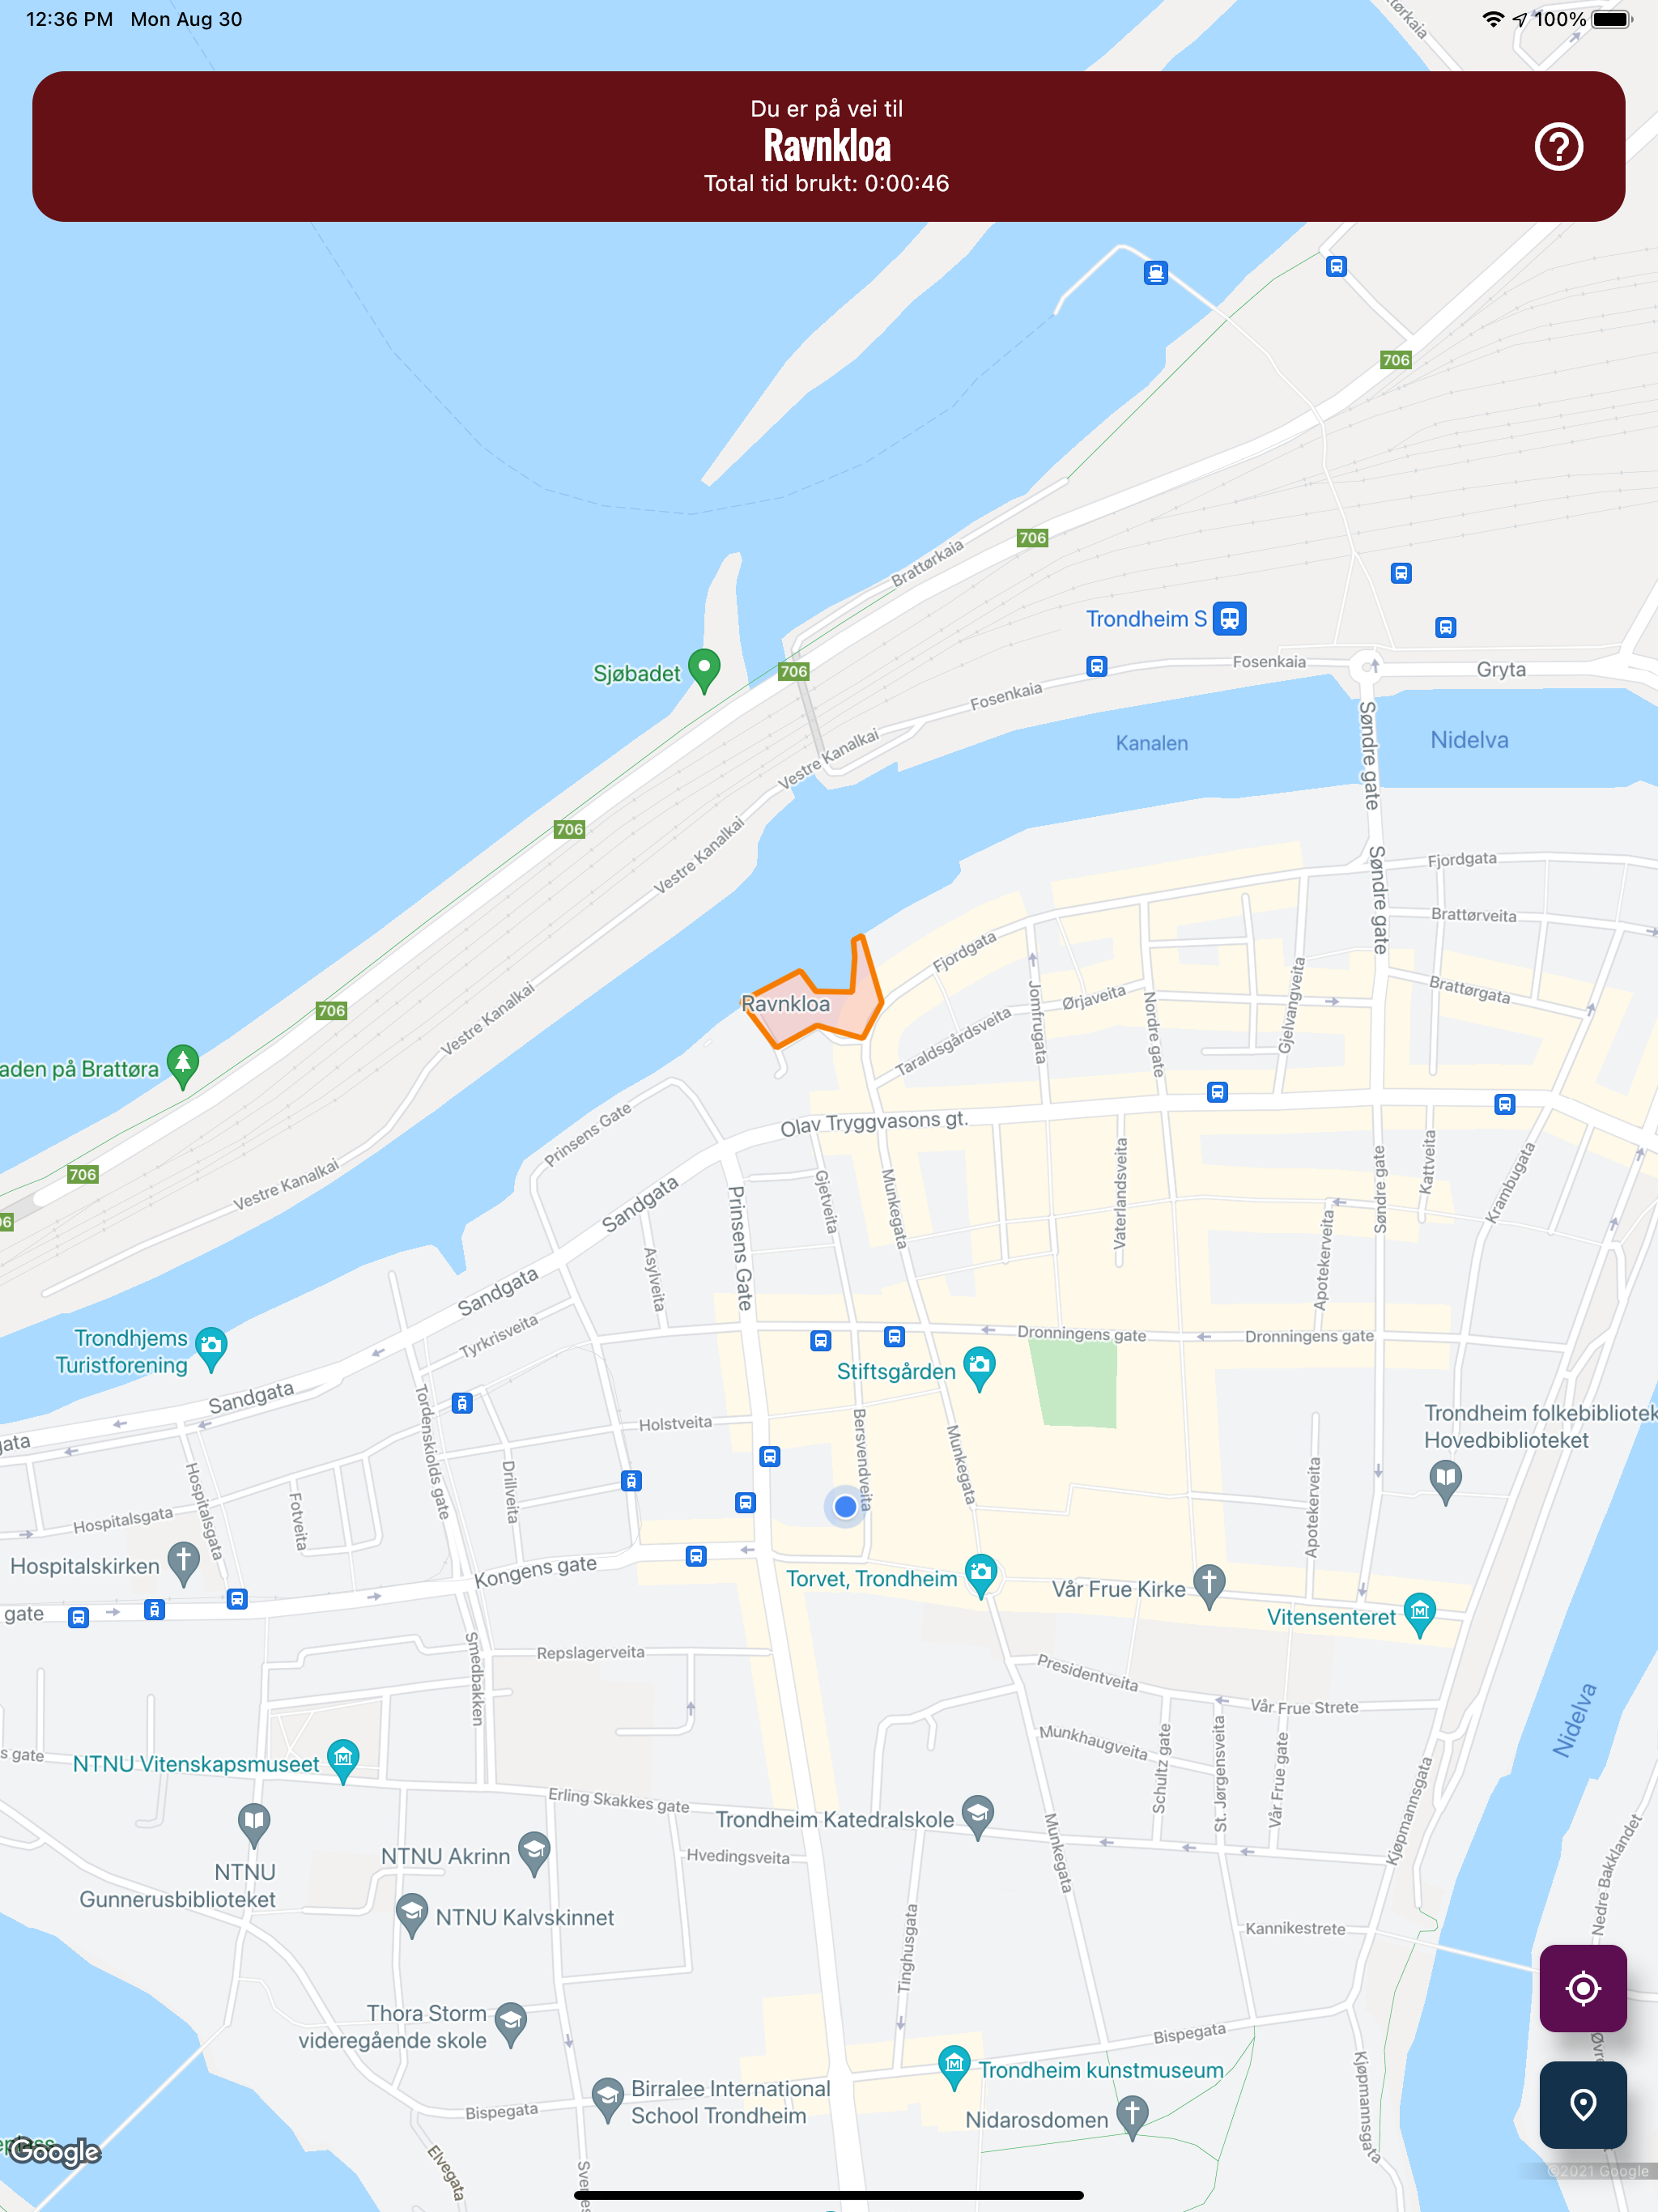 12:36 PM Mon Aug 30
100%
Du er på vei til
Ravnkloa
Total tid brukt: 0:00:46
706
706
Brattørkaia
Trondheim S
Sjøbadet
706
Fosenkaia
Fosenkaia
Gryta
Vestre Kanalkai
Kanalen
Nidelva
Søndre gate
706
Vestre Kanalkai
Søndre gate
Fjordgata
Brattørveita
Fjordgata
Ravnkloa
706
Vestre Kanalkai
Jomfrugata
Ørjaveita
Nordre gate
Gjelvangveita
Brattørgata
Taraldsgårdsveita
aden på Brattøra
Prinsens Gate
Olav Tryggvasons gt.
706
Vestre Kanalkai
Sandgata
Prinsens Gate
Gjetveita
Munkegata
Vaterlandsveita
Søndre gate
Kattveita
Krambugata
Asylveita
Apotekerveita
Sandgata
Tyrkrisveita
Dronningens gate
Dronningens gate
Trondhjems
Turistforening
Stiftsgården
Sandgata
Tordenskiolds gate
Holstveita
Bersvendveita
Munkegata
Trondheim folkebibliotek
Hovedbiblioteket
Hospitalsgata
Hospitalsgata
Fotveita
Drillveita
Apotekerveita
Hospitalskirken
Kongens gate
Torvet, Trondheim
Vår Frue Kirke
Vitensenteret
gate
Smedbakken
Repslagerveita
Presidentveita
Vår Frue Strete
Nidelva
s gate
NTNU Vitenskapsmuseet
Munkhaugveita
Schultz gate
St. Jørgensveita
Vår Frue gate
Erling Skakkes gate
Trondheim Katedralskole
Munkegata
Kjøpmannsgata
NTNU
Gunnerusbiblioteket
NTNU Akrinn
Hvedingsveita
NTNU Kalvskinnet
Nedre Bakklandet
Tinghusgata
Kannikestrete
Thora Storm
videregående skole
Bispegata
Trondheim kunstmuseum
Kjøpmannsgata
Birralee International
School Trondheim
Bispegata
Nidarosdomen
Elvegata
Google
©2021 Google